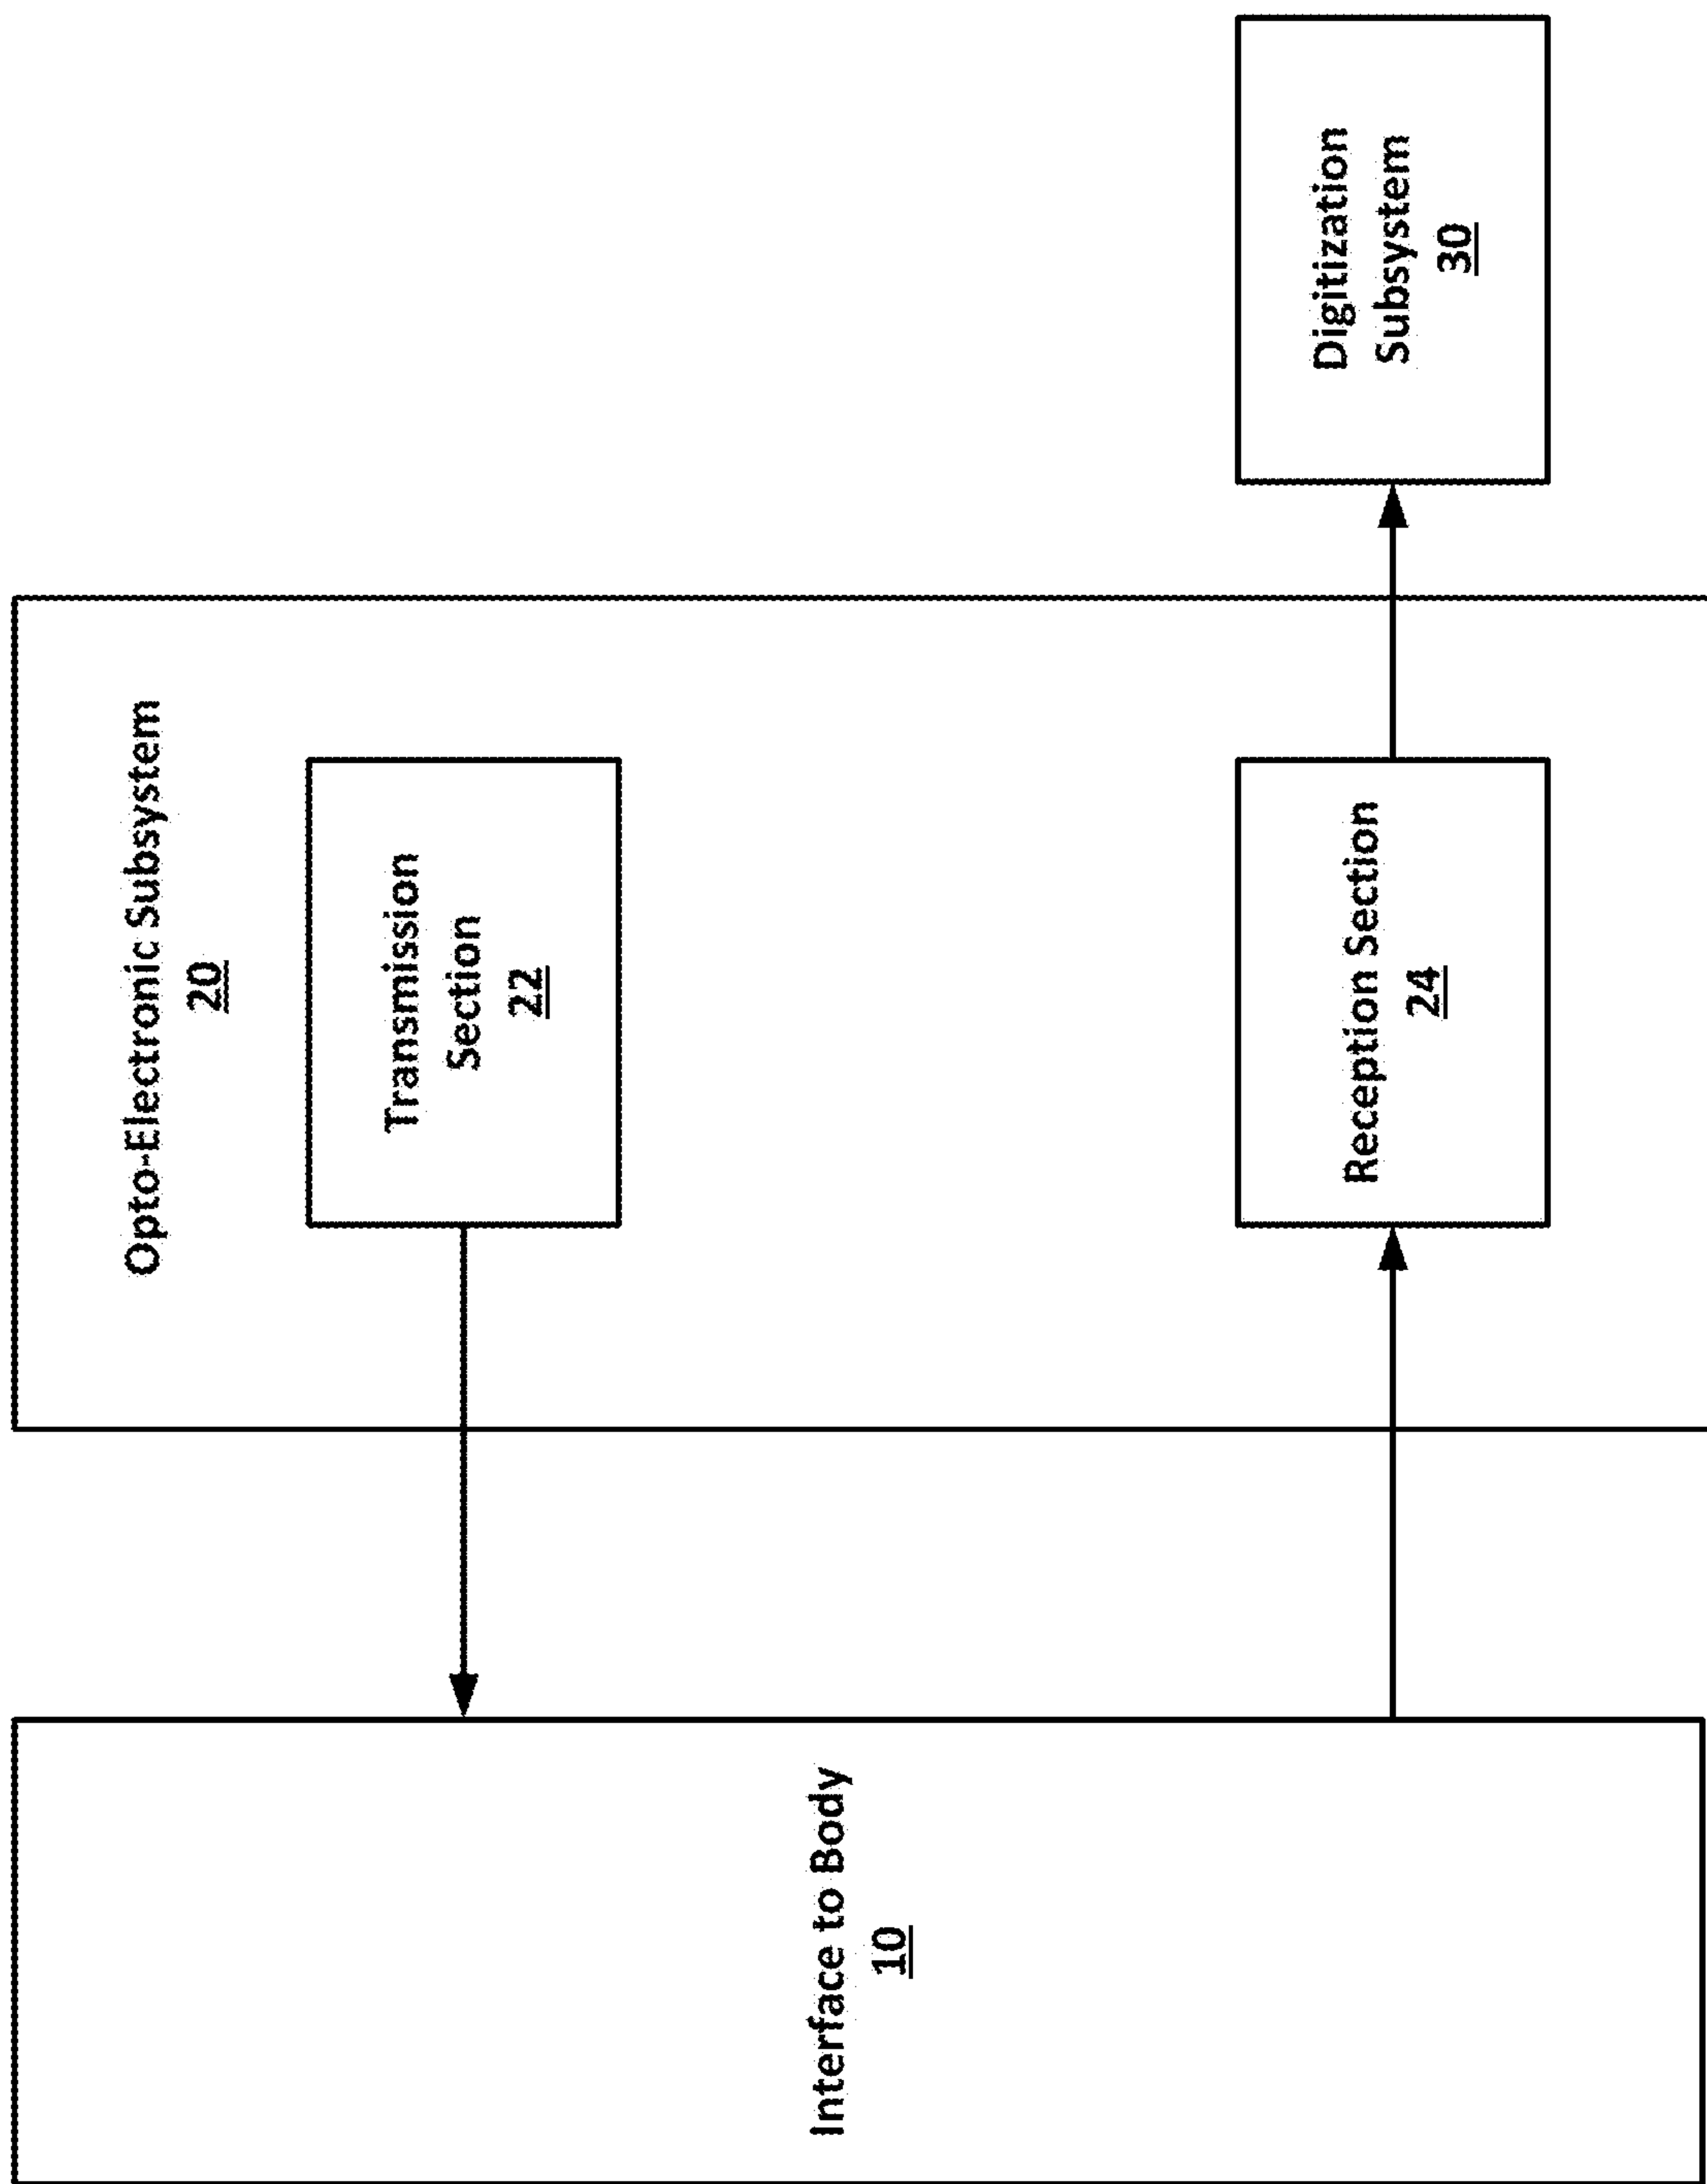 Interface to Body
10
Opto-Electronic Subsystem
20
Transmission
Section
22
Reception Section
24
Digitization
Subsystem
30